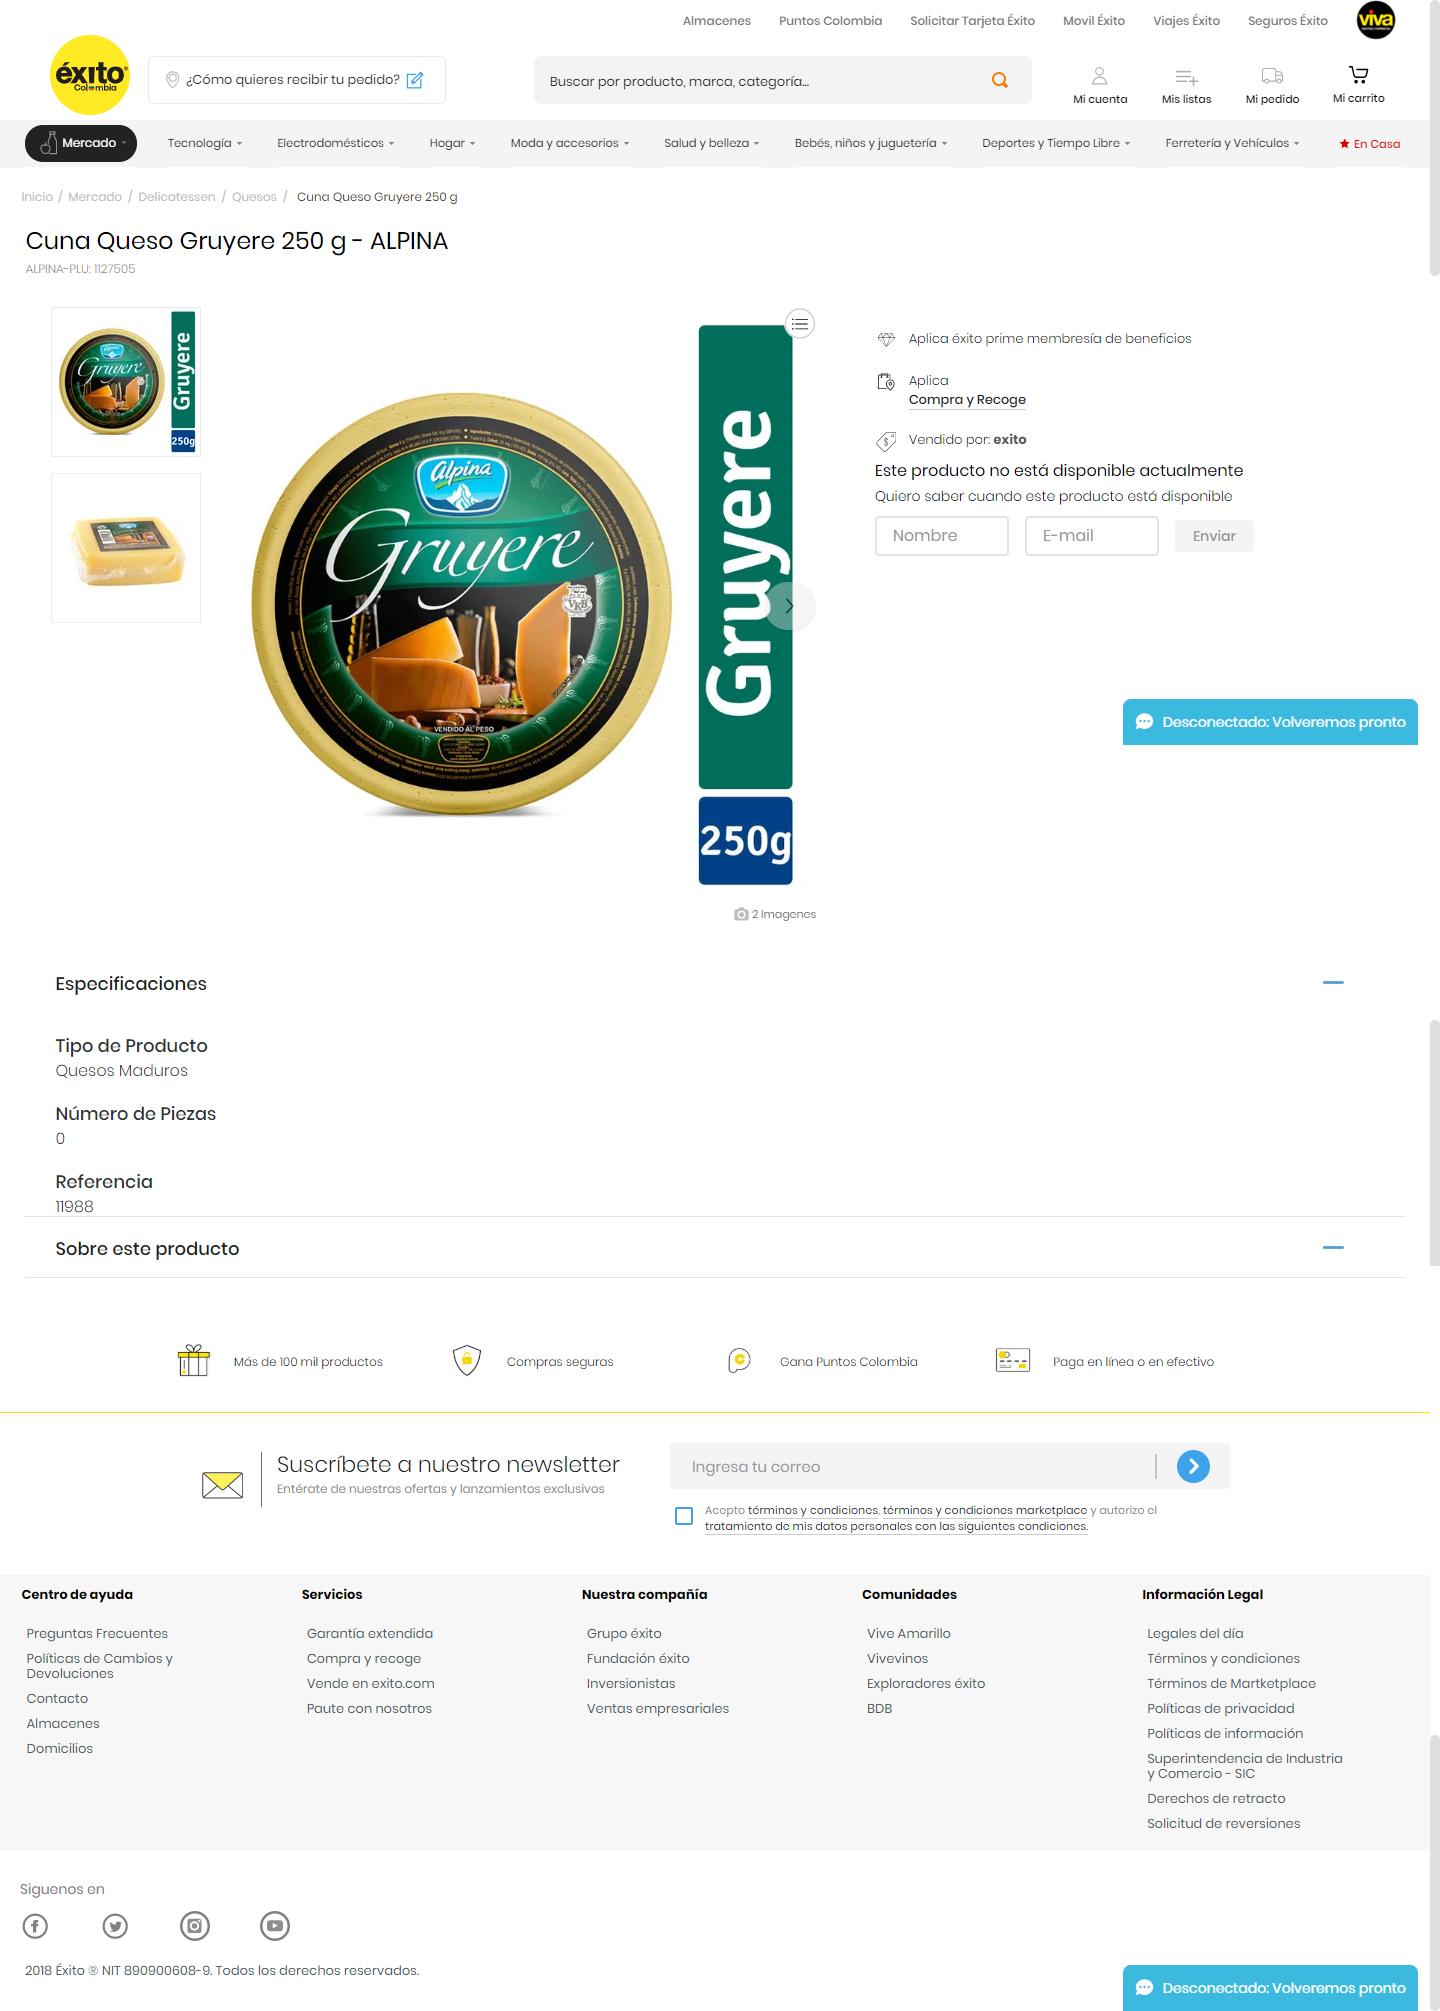 Almacenes Puntos Colombia Solicitar Tarjeta Éxito Movil Éxito Viajes Éxito Seguros Éxito viva
éxito
Colombia
¿Cómo quieres recibir tu pedido?
Buscar por producto, marca, categoría...
Mi cuenta Mis listas Mi pedido Mi carrito
Mercado Tecnología Electrodomésticos Hogar Moda y accesorios Salud y belleza Bebés, niños y juguetería Deportes y Tiempo Libre Ferretería y Vehículos En Casa
Inicio / Mercado / Delicatessen / Quesos / Cuna Queso Gruyere 250 g
Cuna Queso Gruyere 250 g - ALPINA
ALPINA-PLU: 1127505
Alpina
Gruyere
Gruyere
250g
Alpina
Gruyere
VKB
VENDIDO AL PESO
Gruyere
250g
2 Imagenes
Aplica éxito prime membresía de beneficios
Aplica
Compra y Recoge
Vendido por: exito
Este producto no está disponible actualmente
Quiero saber cuando este producto está disponible
Nombre E-mail Enviar
Desconectado: Volveremos pronto
Especificaciones
Tipo de Producto
Quesos Maduros
Número de Piezas
0
Referencia
11988
Sobre este producto
Más de 100 mil productos Compras seguras Gana Puntos Colombia Paga en línea o en efectivo
Suscríbete a nuestro newsletter
Entérate de nuestras ofertas y lanzamientos exclusivos
Ingresa tu correo
Acepto términos y condiciones, términos y condiciones marketplace y autorizo el
tratamiento de mis datos personales con las siguientes condiciones.
Centro de ayuda
Preguntas Frecuentes
Políticas de Cambios y
Devoluciones
Contacto
Almacenes
Domicilios
Servicios
Garantía extendida
Compra y recoge
Vende en exito.com
Paute con nosotros
Nuestra compañía
Grupo éxito
Fundación éxito
Inversionistas
Ventas empresariales
Comunidades
Vive Amarillo
Vivevinos
Exploradores éxito
BDB
Información Legal
Legales del día
Términos y condiciones
Términos de Martketplace
Políticas de privacidad
Políticas de información
Superintendencia de Industria
y Comercio - SIC
Derechos de retracto
Solicitud de reversiones
Siguenos en
2018 Éxito ® NIT 890900608-9. Todos los derechos reservados.
Desconectado: Volveremos pronto